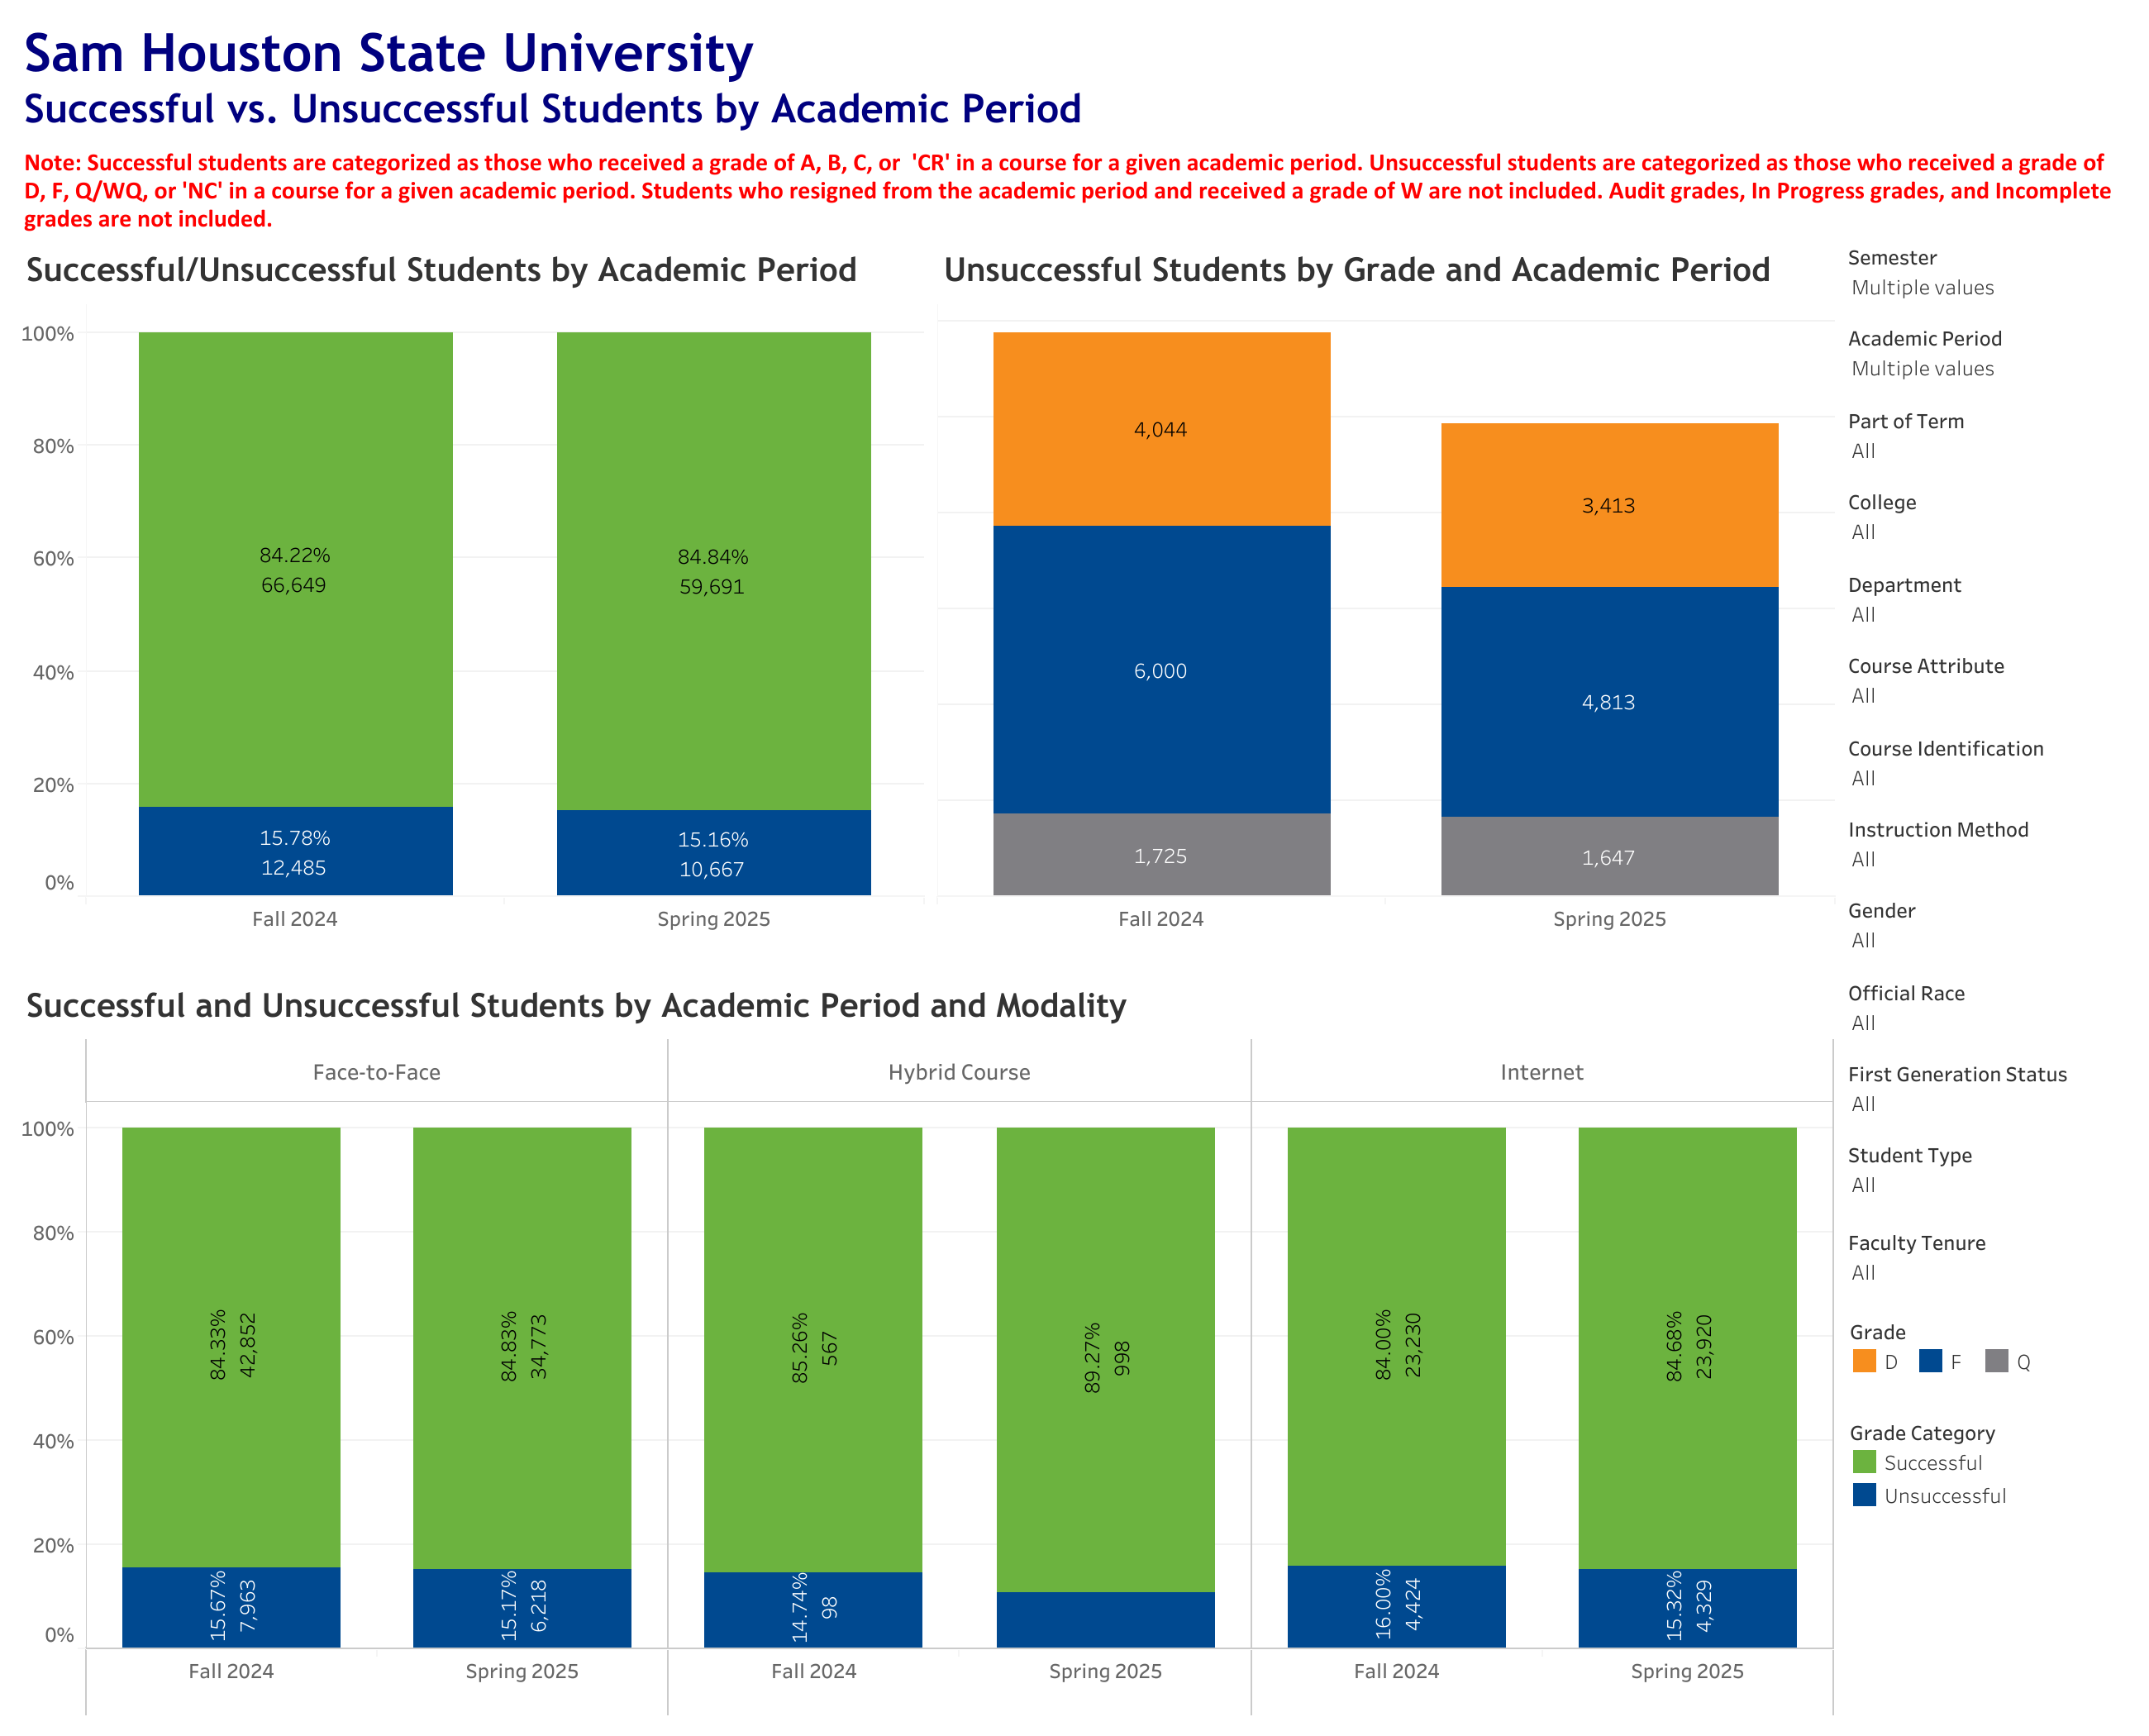 Sam Houston State University
Successful vs. Unsuccessful Students by Academic Period
Note: Successful students are categorized as those who received a grade of A, B, C, or  'CR' in a course for a given academic period. Unsuccessful students are categorized as those who received a grade of
D, F, Q/WQ, or 'NC' in a course for a given academic period. Students who resigned from the academic period and received a grade of W are not included. Audit grades, In Progress grades, and Incomplete
grades are not included.
Successful/Unsuccessful Students by Academic Period
100%
80%
60%
40%
20%
0%
84.22%
66,649
15.78%
12,485
84.84%
59,691
15.16%
10,667
Fall 2024
Spring 2025
Unsuccessful Students by Grade and Academic Period
4,044
6,000
1,725
3,413
4,813
1,647
Fall 2024
Spring 2025
Successful and Unsuccessful Students by Academic Period and Modality
Face-to-Face
Hybrid Course
Internet
100%
80%
60%
40%
20%
0%
84.33%
42,852
15.67%
7,963
84.83%
34,773
15.17%
6,218
85.26%
567
14.74%
98
89.27%
998
84.00%
23,230
16.00%
4,424
84.68%
23,920
15.32%
4,329
Fall 2024
Spring 2025
Fall 2024
Spring 2025
Fall 2024
Spring 2025
Semester
Multiple values
Academic Period
Multiple values
Part of Term
All
College
All
Department
All
Course Attribute
All
Course Identification
All
Instruction Method
All
Gender
All
Official Race
All
First Generation Status
All
Student Type
All
Faculty Tenure
All
Grade
D
F
Q
Grade Category
Successful
Unsuccessful